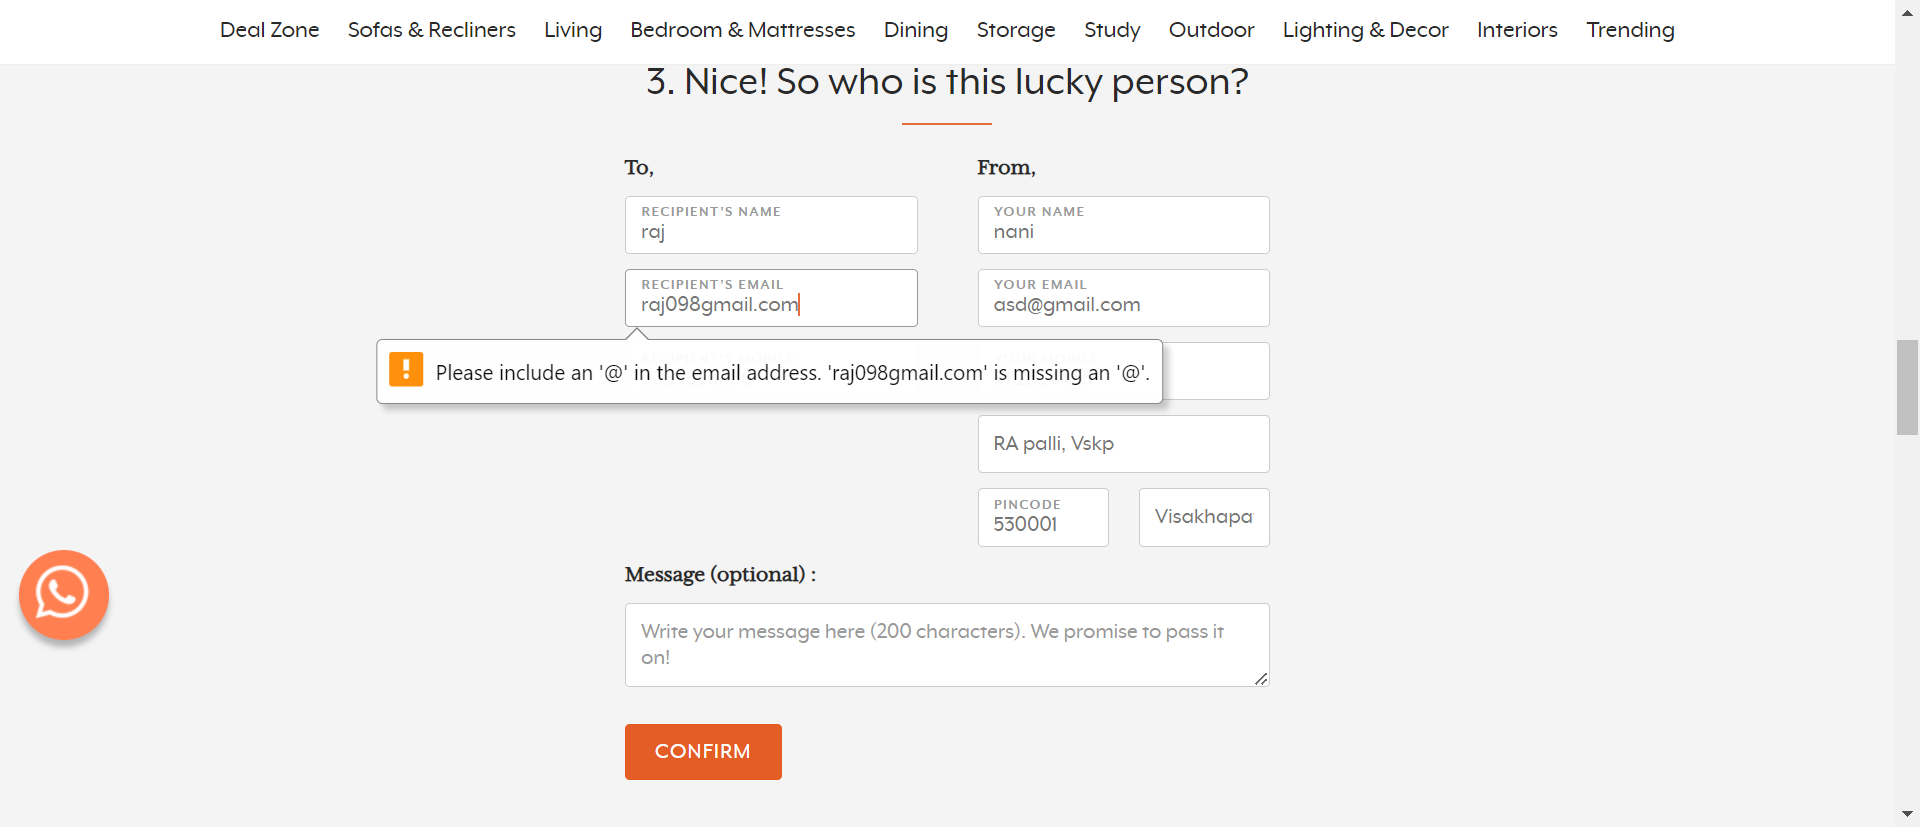 Deal Zone Sofas & Recliners Living Bedroom & Mattresses Dining Storage Study Outdoor Lighting & Decor Interiors Trending
3. Nice! So who is this lucky person?
To,
From,
RECIPIENT'S NAME
raj
YOUR NAME
nani
RECIPIENT'S EMAIL
raj098gmail.com
YOUR EMAIL
asd@gmail.com
Please include an '@' in the email address. 'raj098gmail.com' is missing an '@'.
RA palli, Vskp
PINCODE
530001
Visakhapa
Message (optional) :
Write your message here (200 characters). We promise to pass it
on!
CONFIRM